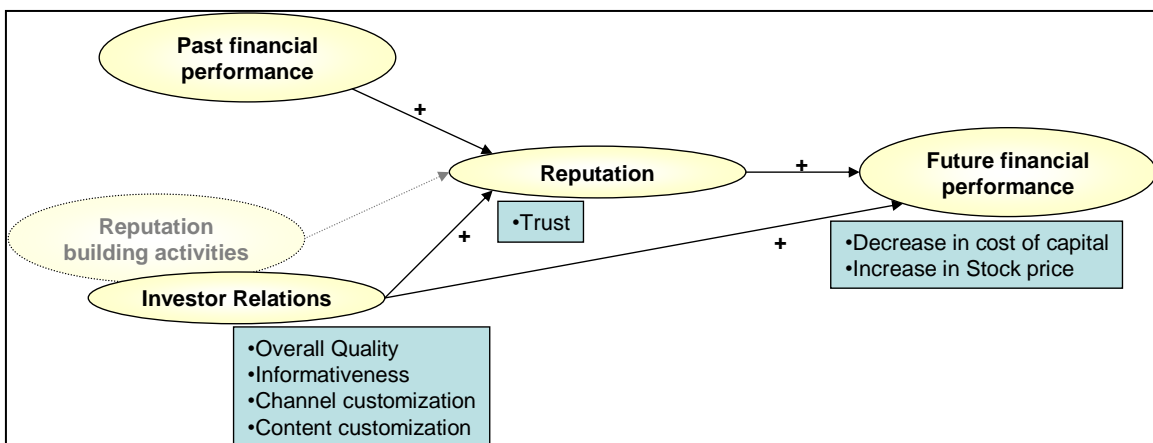 Past financial
performance
+
Reputation
+
Future financial
performance
Reputation
building activities
+
•Trust
+
•Decrease in cost of capital
•Increase in Stock price
Investor Relations
•Overall Quality
•Informativeness
•Channel customization
•Content customization